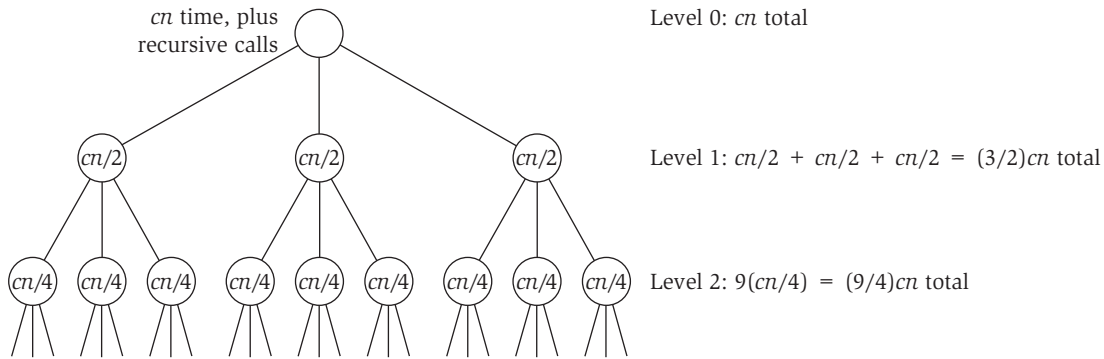 cn time, plus
recursive calls
Level 0: cn total
cn/2 cn/2 cn/2
Level 1: cn/2 + cn/2 + cn/2 = (3/2)cn total
cn/4 cn/4 cn/4 cn/4 cn/4 cn/4 cn/4 cn/4 cn/4
Level 2: 9(cn/4) = (9/4)cn total